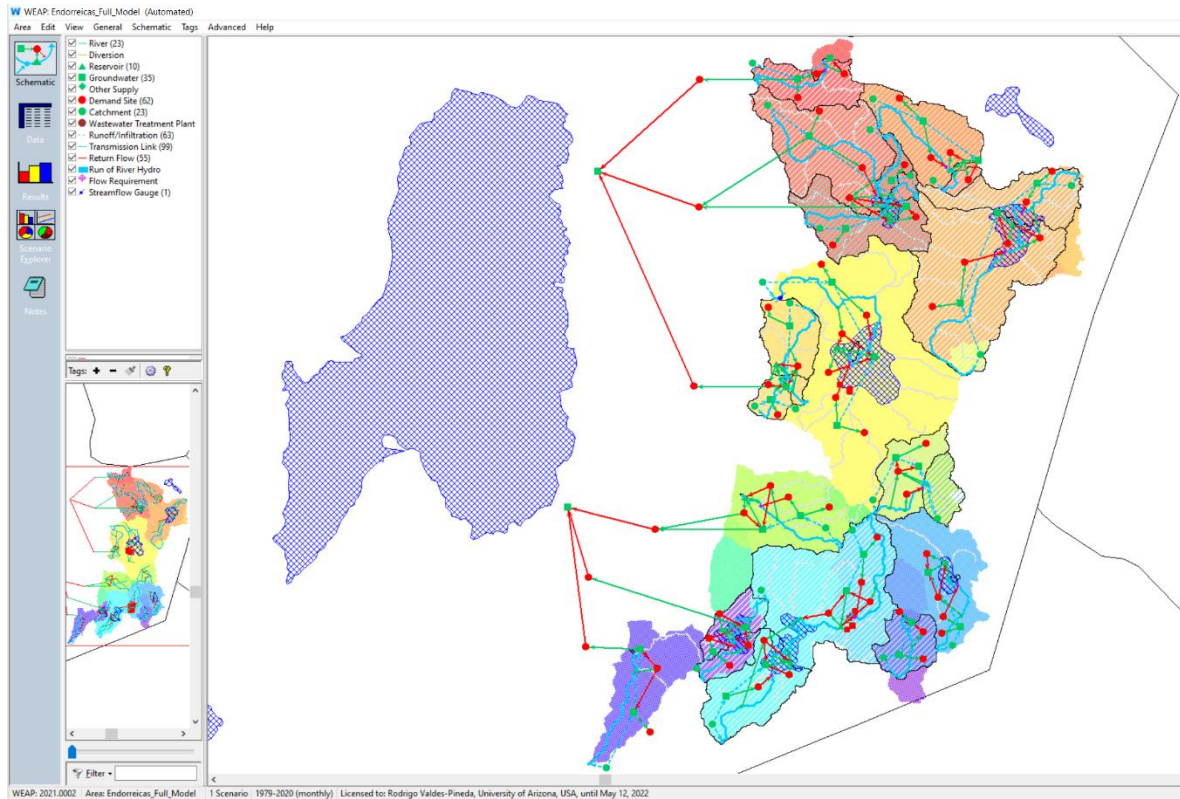 WEAP: Endorreicas_Full_Model (Automated)
Area Edit View General Schematic Tags Advanced Help
Schematic
Data
Results
Scenario
Explorer
Notes
River (23)
Diversion
Reservoir (10)
Groundwater (35)
Other Supply
Demand Site (62)
Catchment (23)
Wastewater Treatment Plant
Runoff/Infiltration (63)
Transmission Link (99)
Return Flow (55)
Run of River Hydro
Flow Requirement
Streamflow Gauge (1)
Tags:
Filter
WEAP: 2021.0002 Area: Endorreicas_Full_Model 1 Scenario 1979-2020 (monthly) Licensed to: Rodrigo Valdes-Pineda, University of Arizona, USA, until May 12, 2022